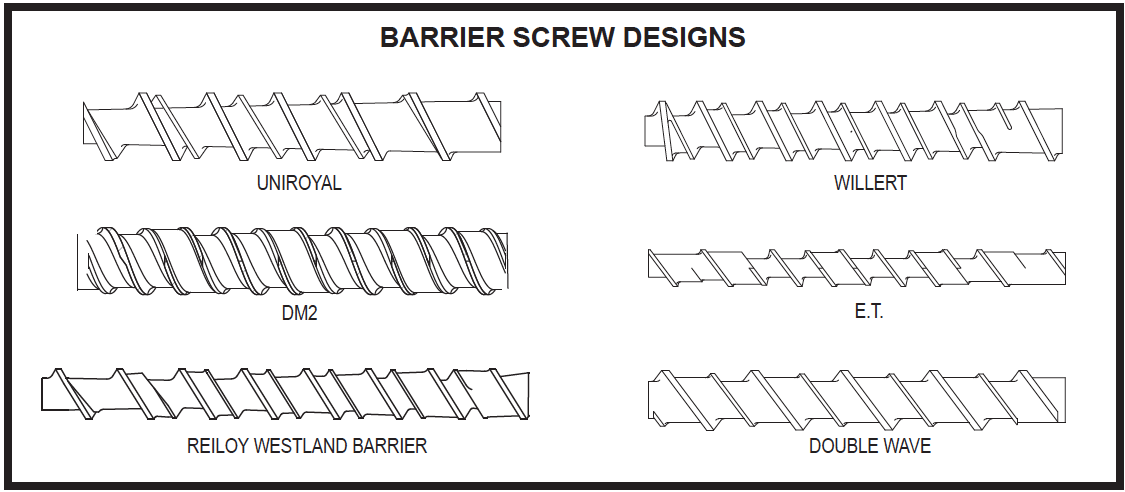 BARRIER SCREW DESIGNS
UNIROYAL
WILLERT
DM2
E.T.
REILOY WESTLAND BARRIER
DOUBLE WAVE